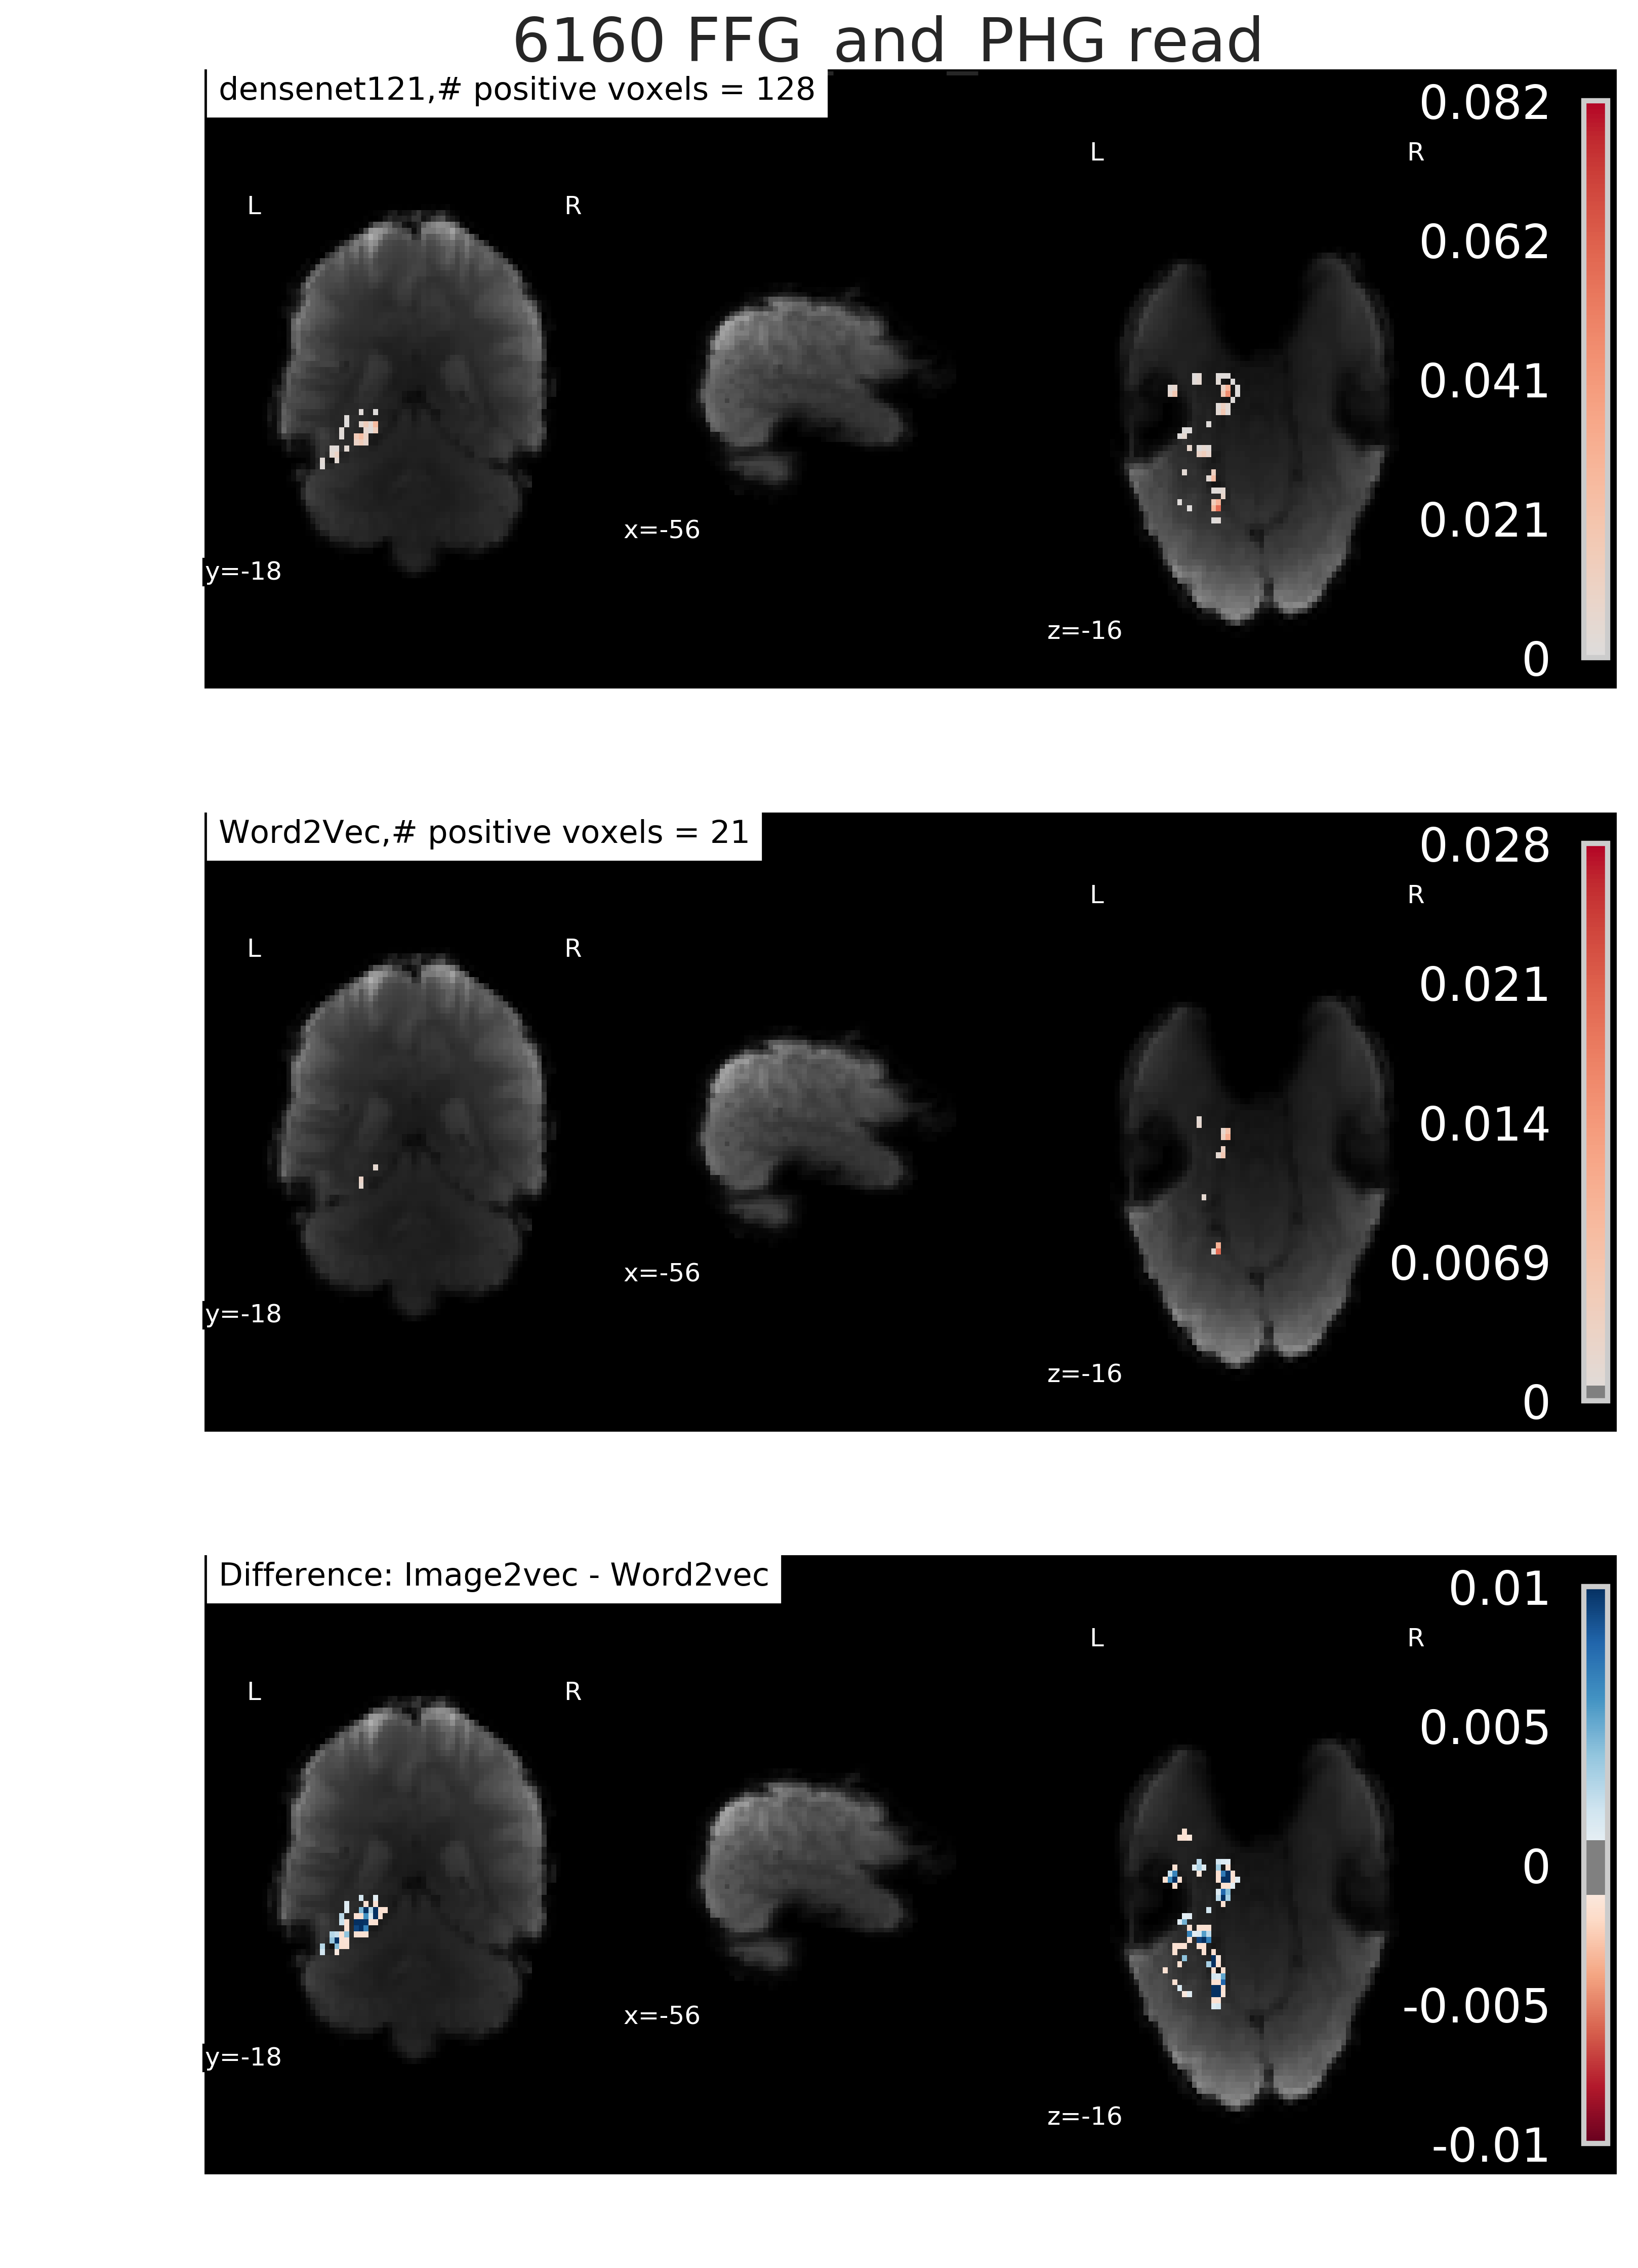 6160 FFG_and_PHG read
densenet121,# positive voxels = 128
0.082
L R
0.062
L R
0.041
0.021
x=-56
y=-18
z=-16
0
Word2Vec,# positive voxels = 21
0.028
L R
0.021
L R
0.014
0.0069
x=-56
y=-18
z=-16
0
Difference: Image2vec - Word2vec
0.01
L R
0.005
L R
0
-0.005
x=-56
y=-18
z=-16
-0.01